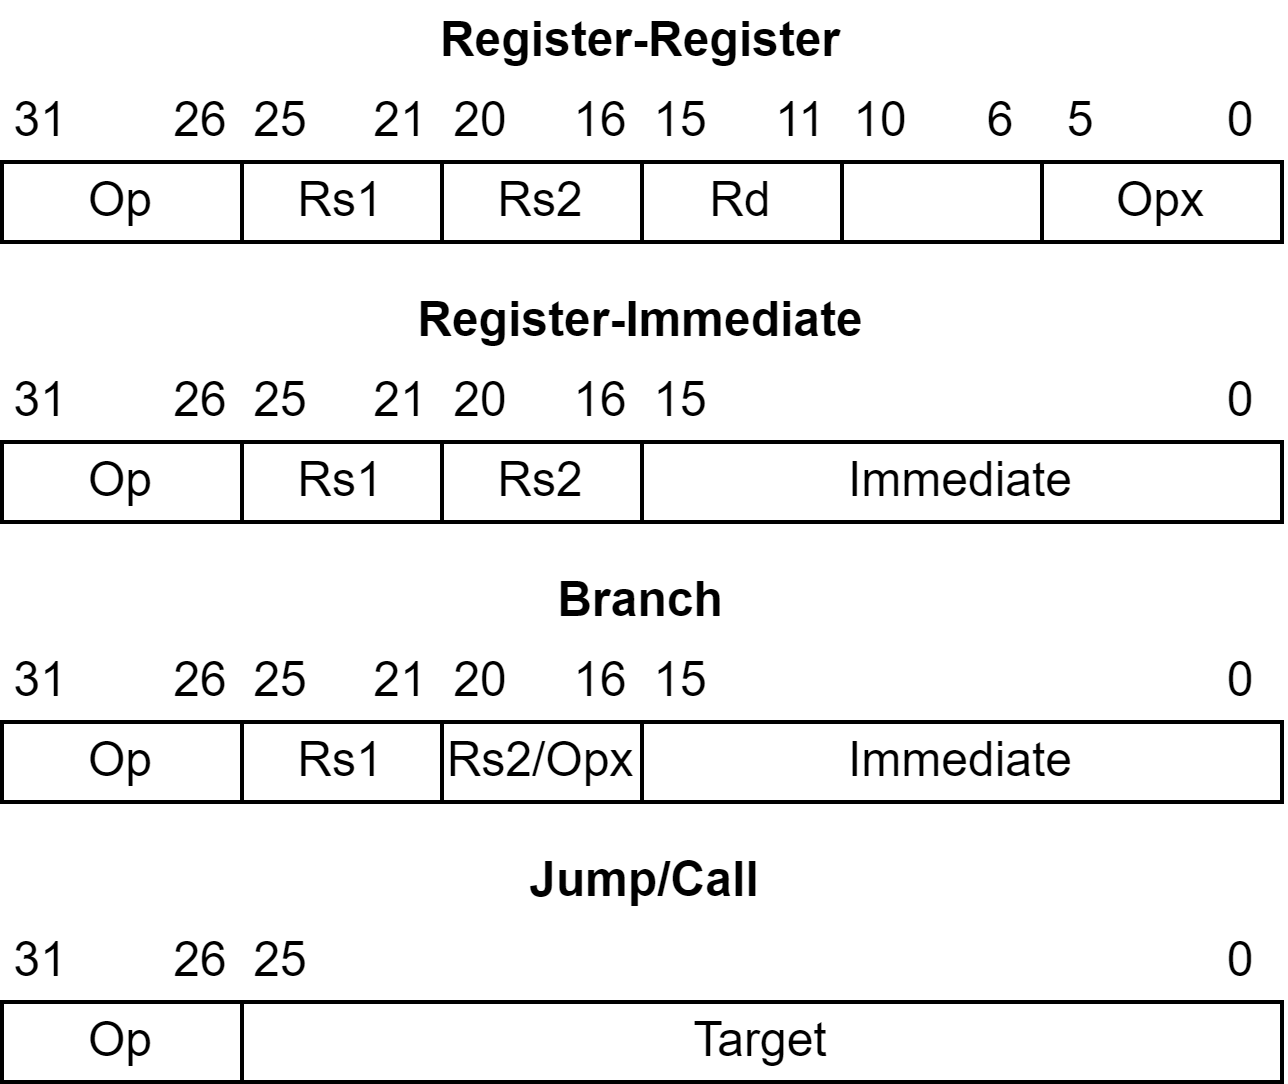 Register-Register
31 26 25 21 20 16 15 11 10 6 5 0
Op Rs1 Rs2 Rd Opx
Register-Immediate
31 26 25 21 20 16 15 0
Op Rs1 Rs2 Immediate
Branch
31 26 25 21 20 16 15 0
Op Rs1 Rs2/Opx Immediate
Jump/Call
31 26 25 0
Op Target